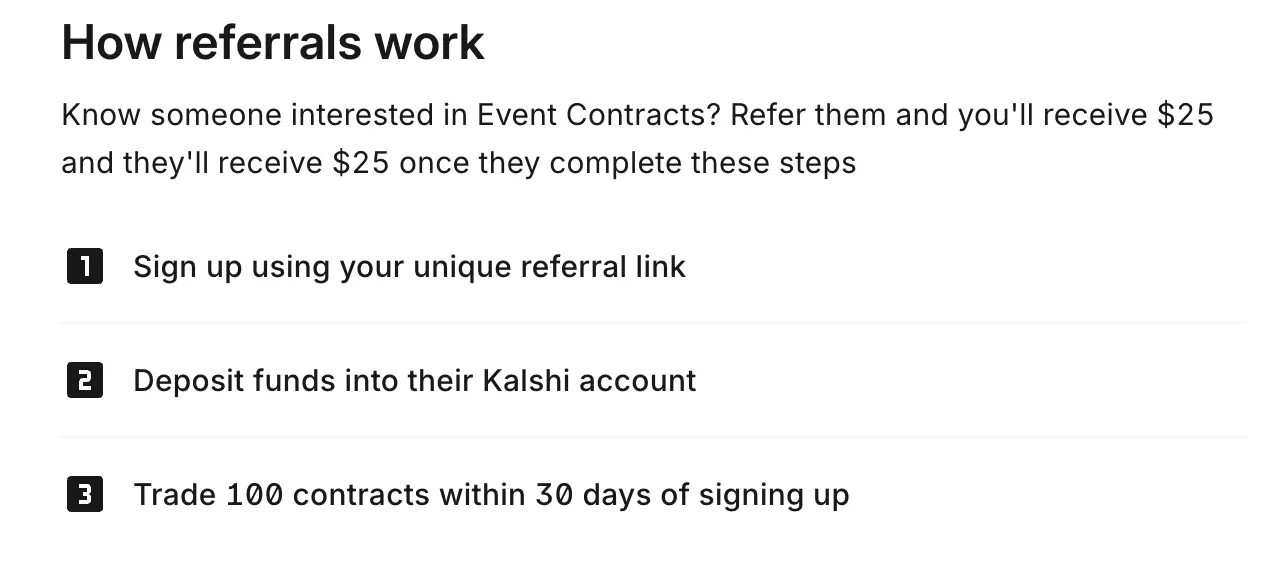 How referrals work
Know someone interested in Event Contracts? Refer them and you'll receive $25
and they'll receive $25 once they complete these steps
1 Sign up using your unique referral link
2 Deposit funds into their Kalshi account
3 Trade 100 contracts within 30 days of signing up